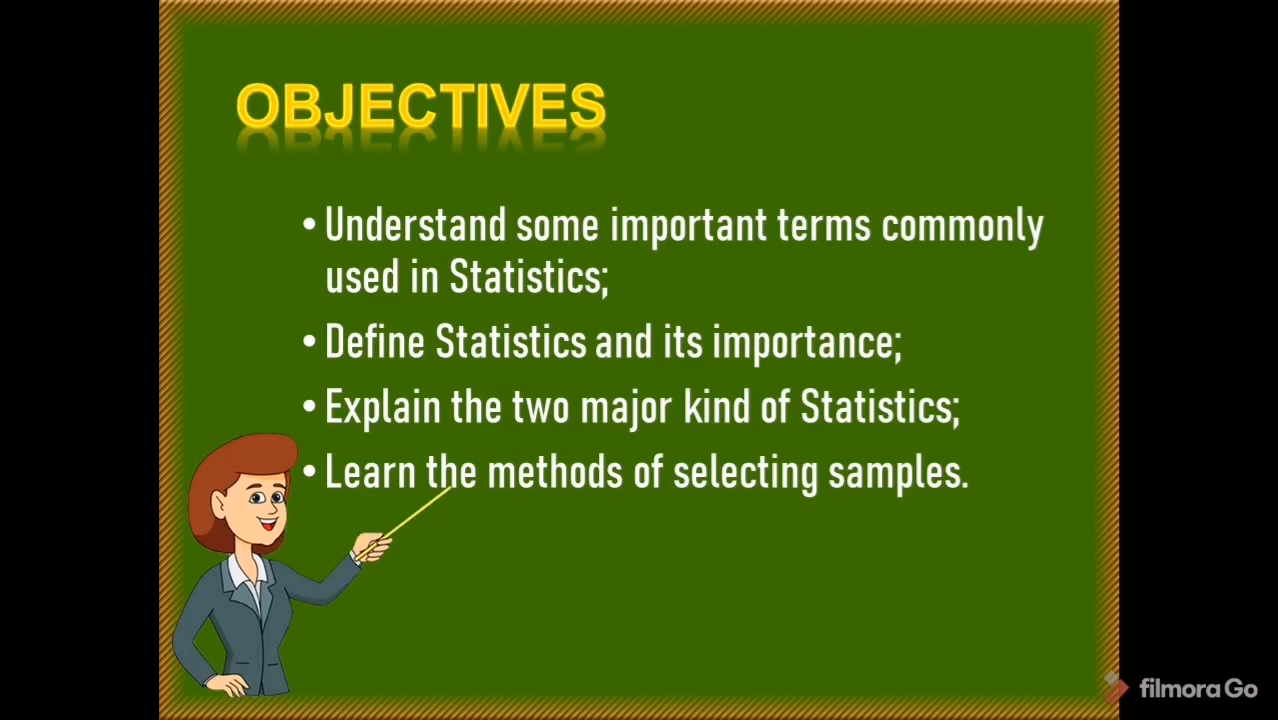 OBJECTIVES
• Understand some important terms commonly
used in Statistics;
• Define Statistics and its importance;
• Explain the two major kind of Statistics;
• Learn the methods of selecting samples.
filmora Go